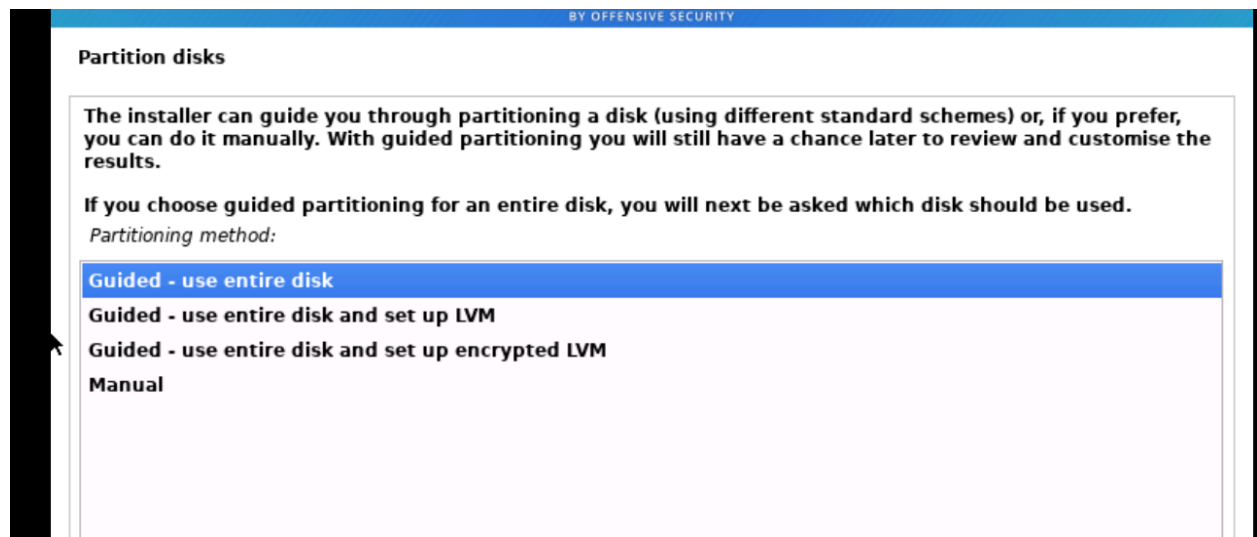 BY OFFENSIVE SECURITY
Partition disks
The installer can guide you through partitioning a disk (using different standard schemes) or, if you prefer,
you can do it manually. With guided partitioning you will still have a chance later to review and customise the
results.
If you choose guided partitioning for an entire disk, you will next be asked which disk should be used.
Partitioning method:
Guided - use entire disk
Guided - use entire disk and set up LVM
Guided - use entire disk and set up encrypted LVM
Manual